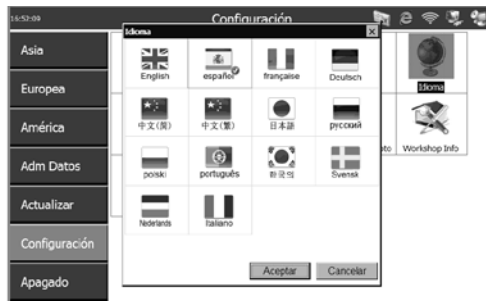 16:52:09
Configuración
Idioma
English
español
française
Deutsch
中文(简)
中文(繁)
日本語
русский
polski
português
한국의
Svensk
Nederlands
Italiano
Aceptar
Cancelar
Asia
Europea
América
Adm Datos
Actualizar
Configuración
Apagado
Idioma
Workshop Info